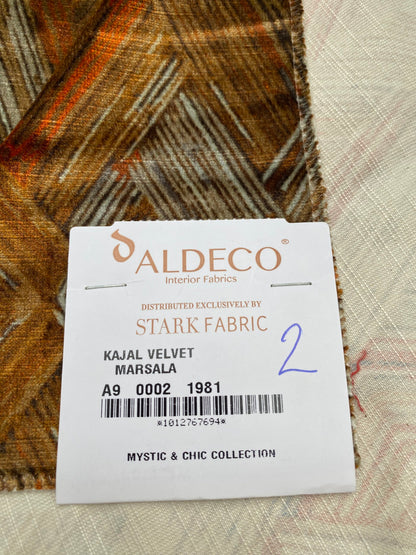 ALDECO®
Interior Fabrics
DISTRIBUTED EXCLUSIVELY BY
STARK FABRIC
2
KAJAL VELVET
MARSALA
A9 0002 1981
*1012767694*
MYSTIC & CHIC COLLECTION